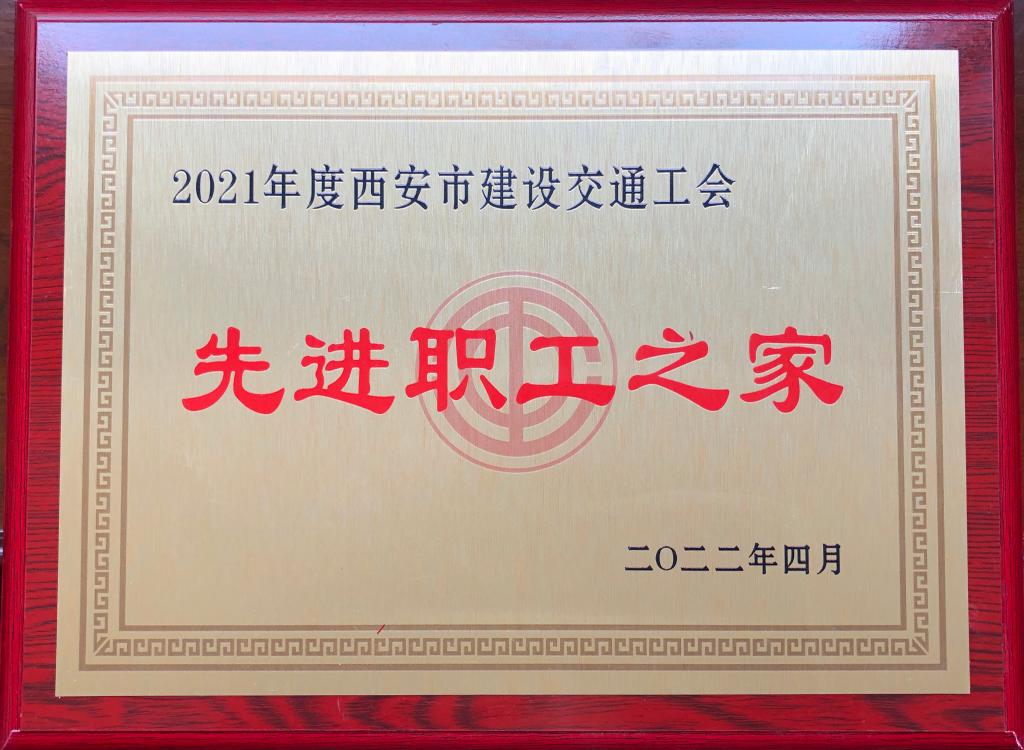 2021年度西安市建设交通工会
先进职工之家
二〇二二年四月